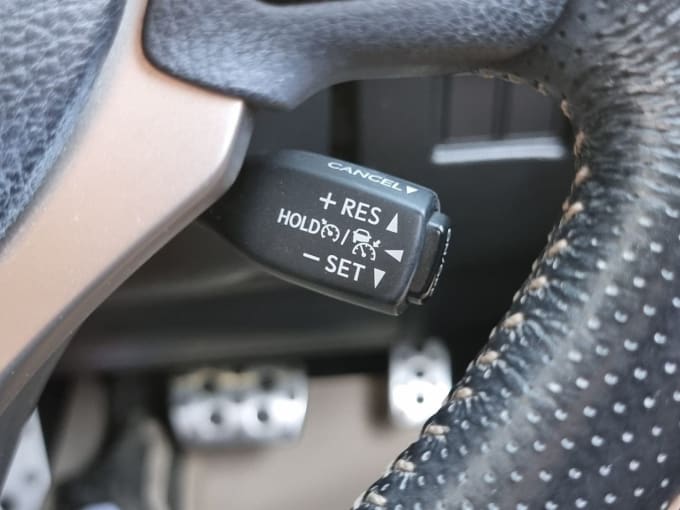 CANCEL▼
+ RES ▲
HOLD /
− SET ▼